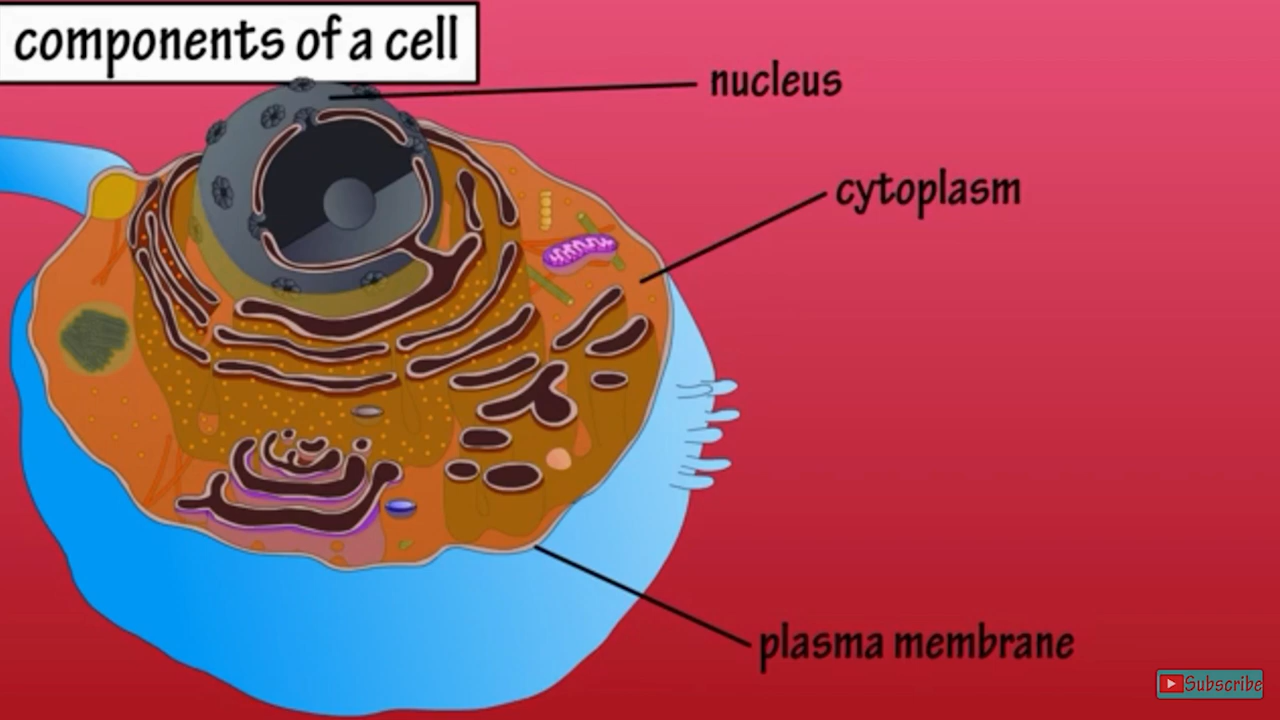 components of a cell
nucleus
cytoplasm
plasma membrane
Subscribe